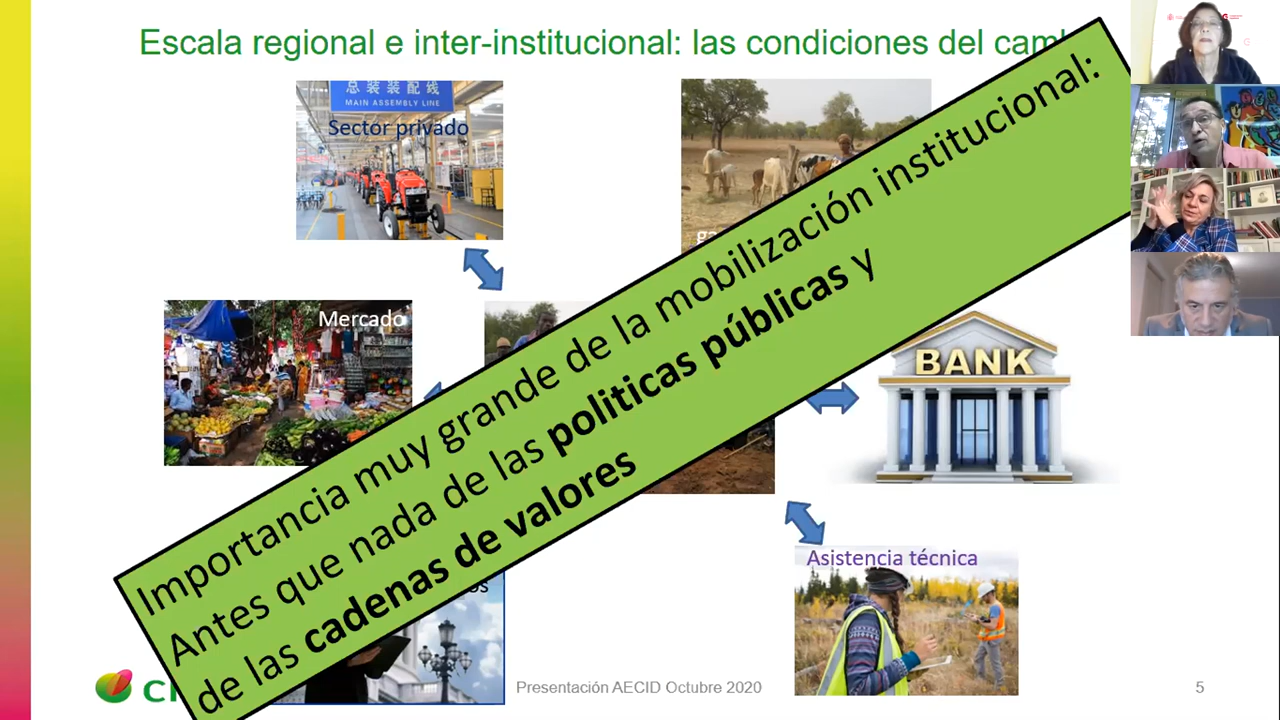 Escala regional e inter-institucional: las condiciones del
总装装配线
MAIN ASSEMBLY LINE
Sector privado
Mercado
Importancia muy grande de la mobilización institucional:
Antes que nada de las politicas públicas y
de las cadenas de valores
BANK
Asistencia técnica
Presentación AECID Octubre 2020
5